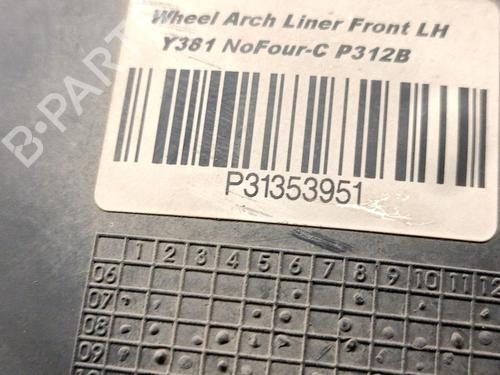 Wheel Arch Liner Front LH
Y381 NoFour-C P312B
P31353951
B-PARTS
1 2 3 4 5 6 7 8 9 10 11 12
06
07
08
09